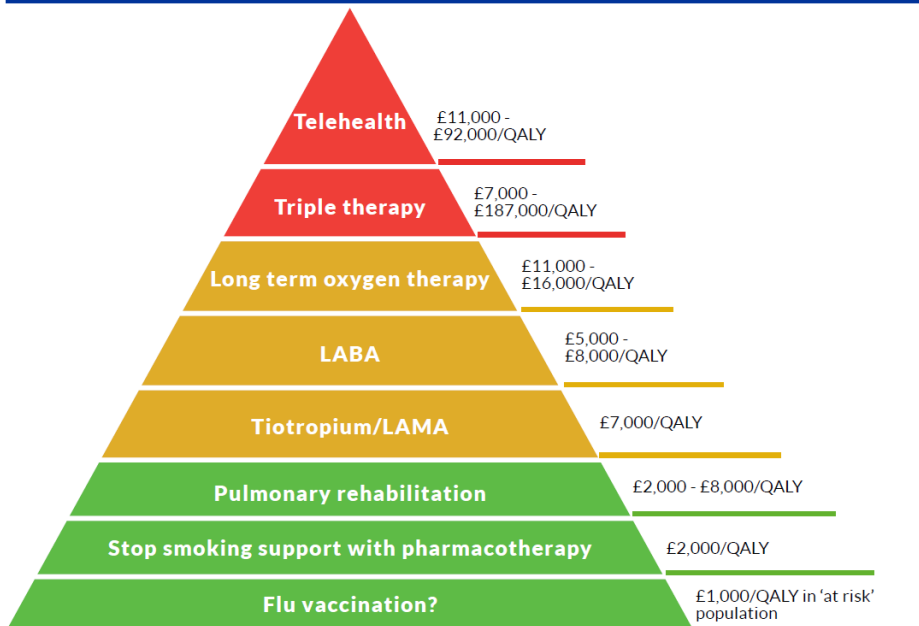 Telehealth
£11,000 -
£92,000/QALY
Triple therapy
£7,000 -
£187,000/QALY
Long term oxygen therapy
£11,000 -
£16,000/QALY
LABA
£5,000 -
£8,000/QALY
Tiotropium/LAMA
£7,000/QALY
Pulmonary rehabilitation
£2,000 - £8,000/QALY
Stop smoking support with pharmacotherapy
£2,000/QALY
Flu vaccination?
£1,000/QALY in ‘at risk’
population